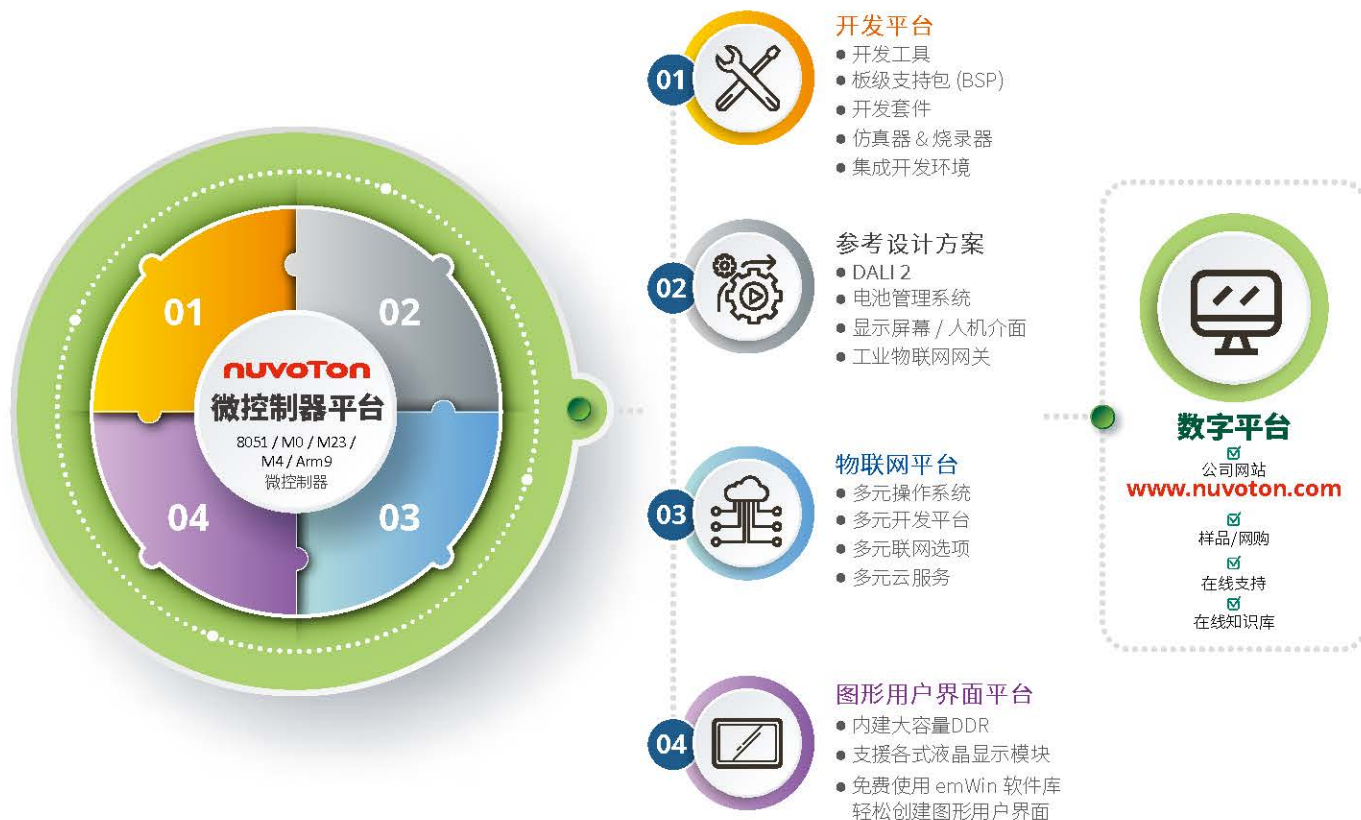 01
02
nuvoTon
微控制器平台
8051 / M0 / M23 /
M4 / Arm9
微控制器
04
03
01
开发平台
● 开发工具
● 板级支持包 (BSP)
● 开发套件
● 仿真器 & 烧录器
● 集成开发环境
02
参考设计方案
● DALI 2
● 电池管理系统
● 显示屏幕 / 人机介面
● 工业物联网网关
03
物联网平台
● 多元操作系统
● 多元开发平台
● 多元联网选项
● 多元云服务
04
图形用户界面平台
● 内建大容量DDR
● 支援各式液晶显示模块
● 免费使用 emWin 软件库
轻松创建图形用户界面
数字平台
公司网站
www.nuvoton.com
样品/网购
在线支持
在线知识库